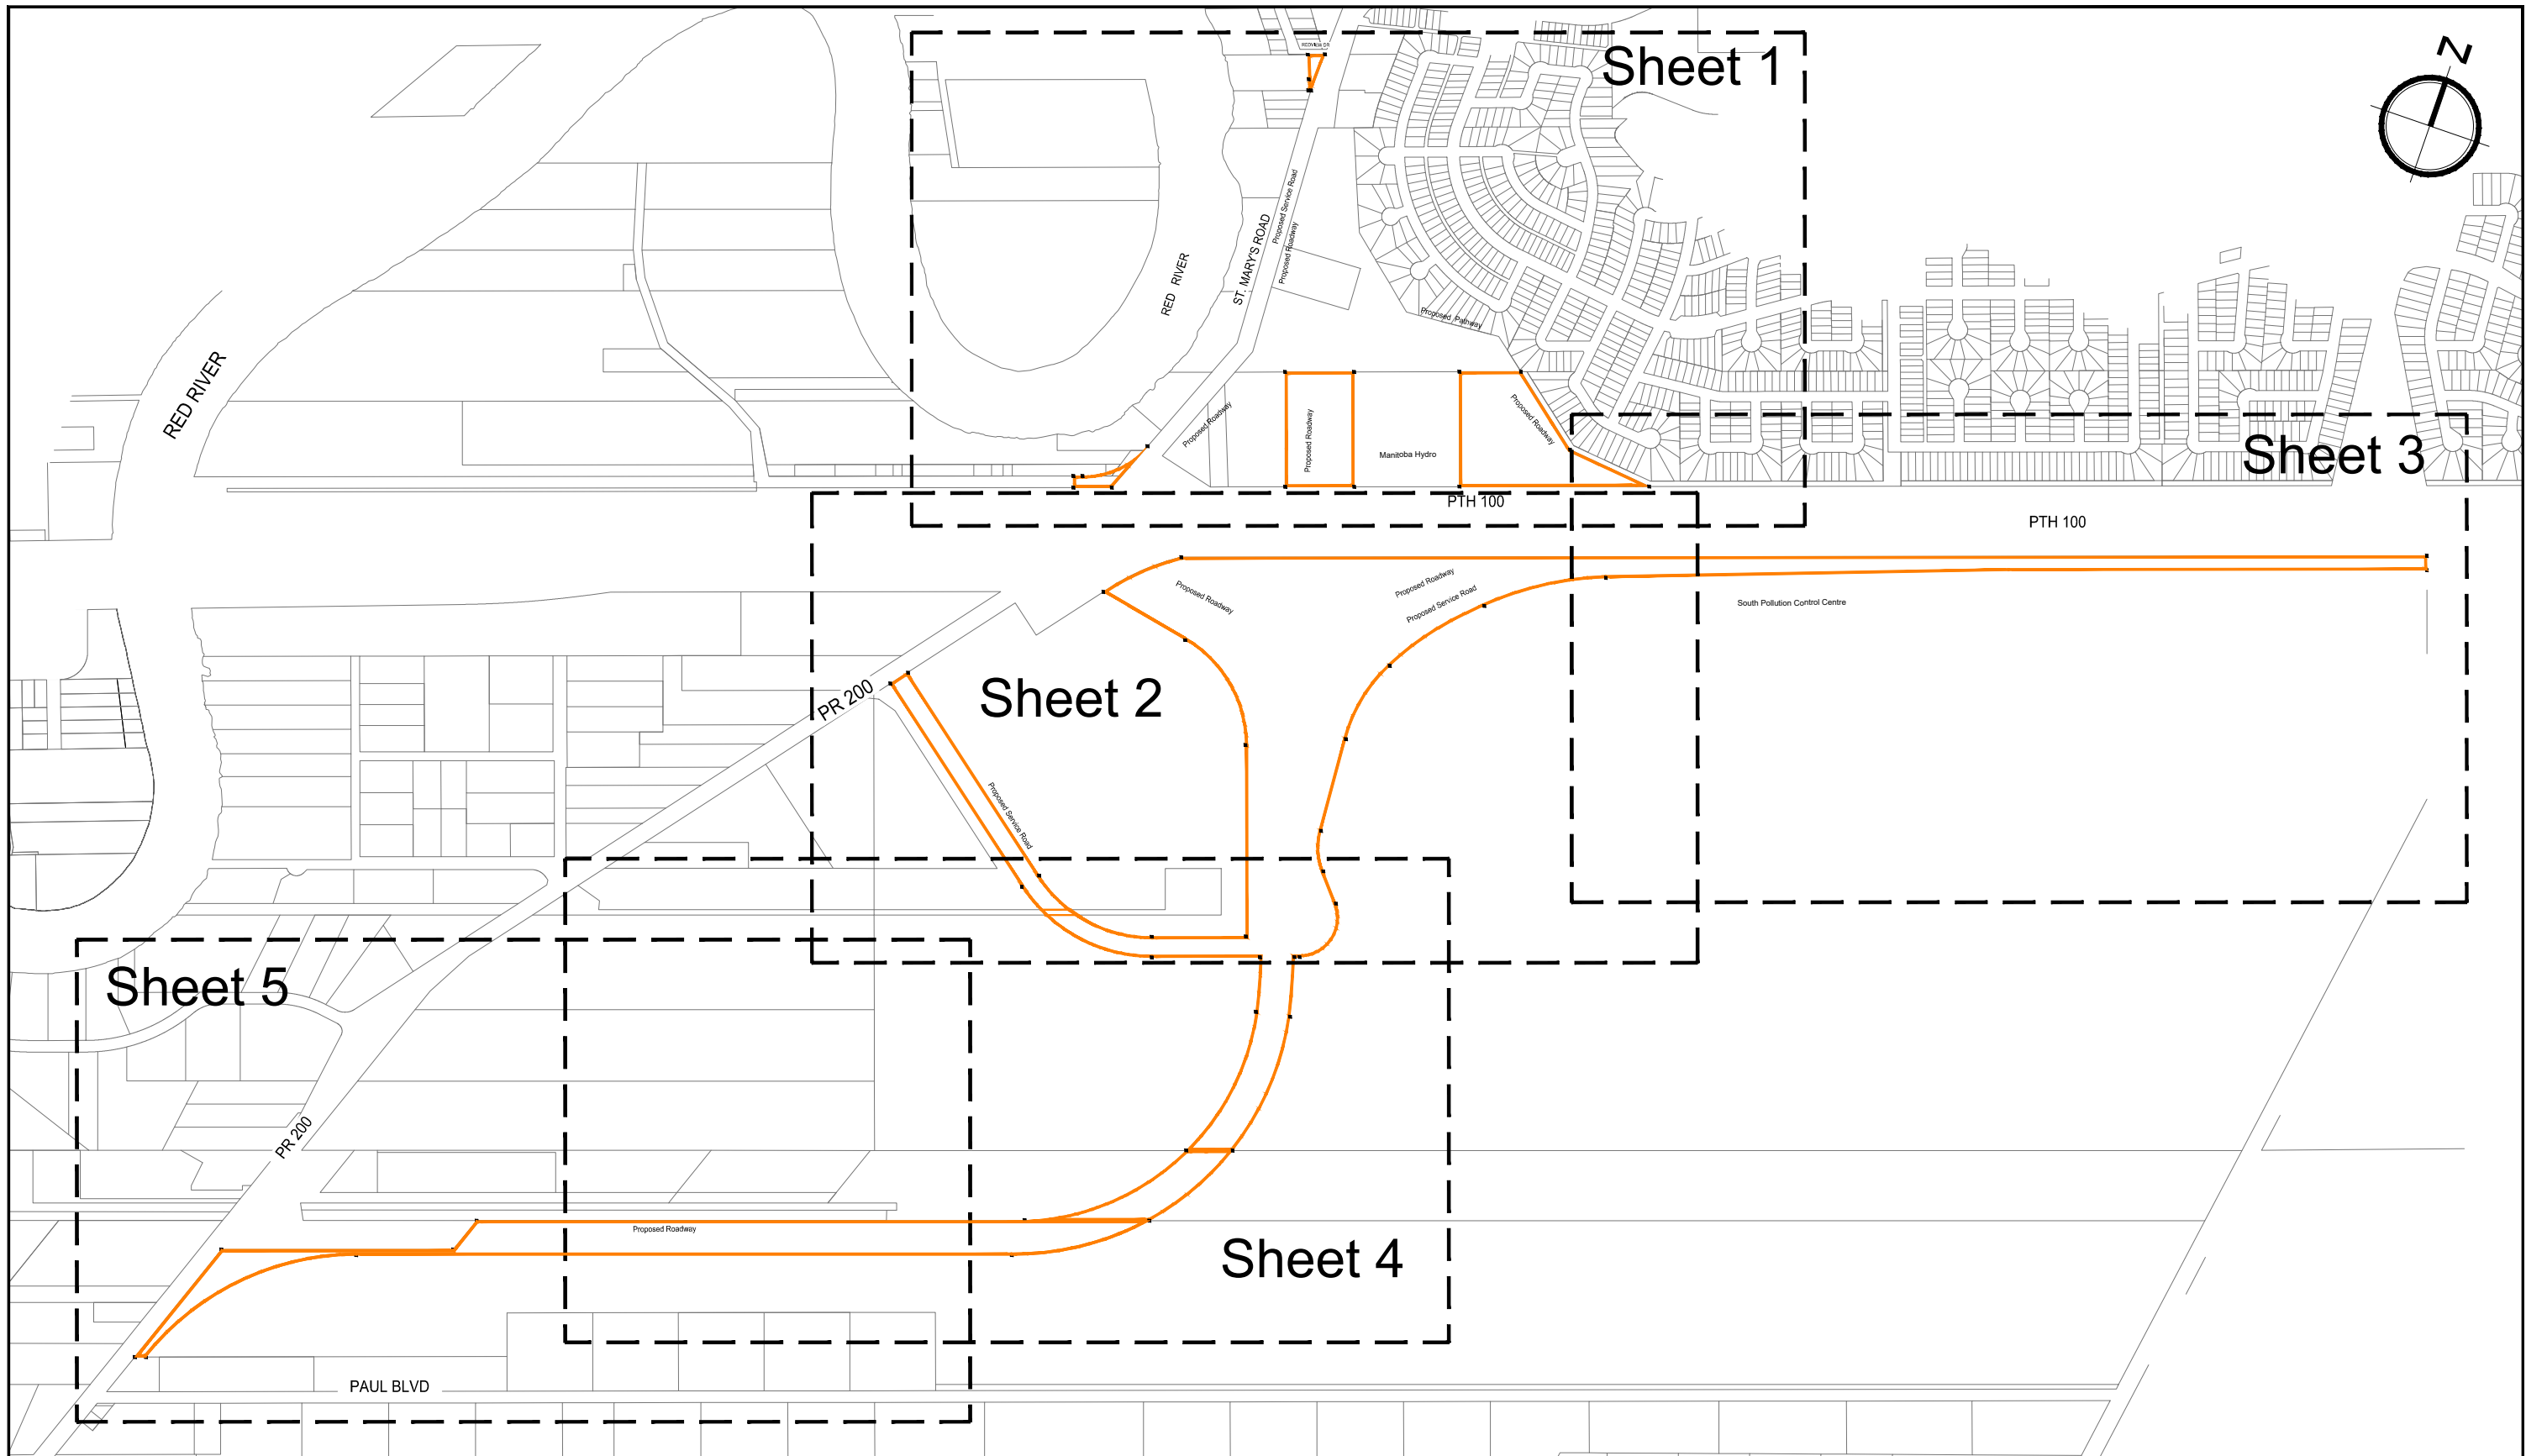 REDVIEW DR
Sheet 1
N
Proposed Service Road
ST. MARY'S ROAD
Proposed Roadway
RED RIVER
Proposed Pathway
RED RIVER
Proposed Roadway
Proposed Roadway
Manitoba Hydro
Proposed Roadway
Sheet 3
PTH 100
PTH 100
Proposed Roadway
Proposed Roadway
Proposed Service Road
South Pollution Control Centre
Sheet 2
PR 200
Proposed Service Road
Sheet 5
PR 200
Proposed Roadway
Sheet 4
PAUL BLVD